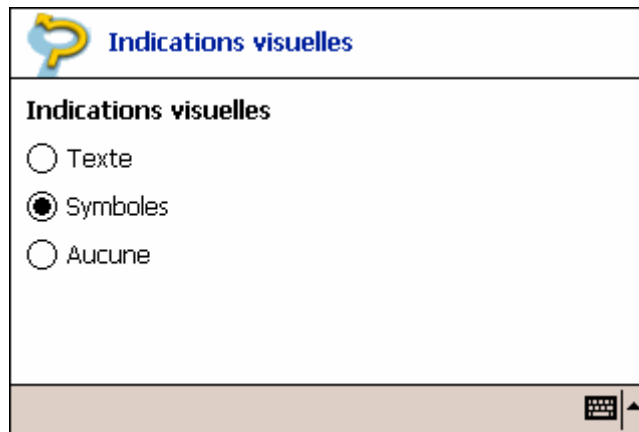 Indications visuelles
Indications visuelles
Texte
Symboles
Aucune